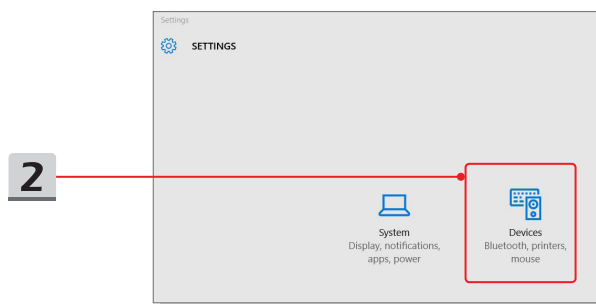 Settings
SETTINGS
2
System
Display, notifications,
apps, power
Devices
Bluetooth, printers,
mouse